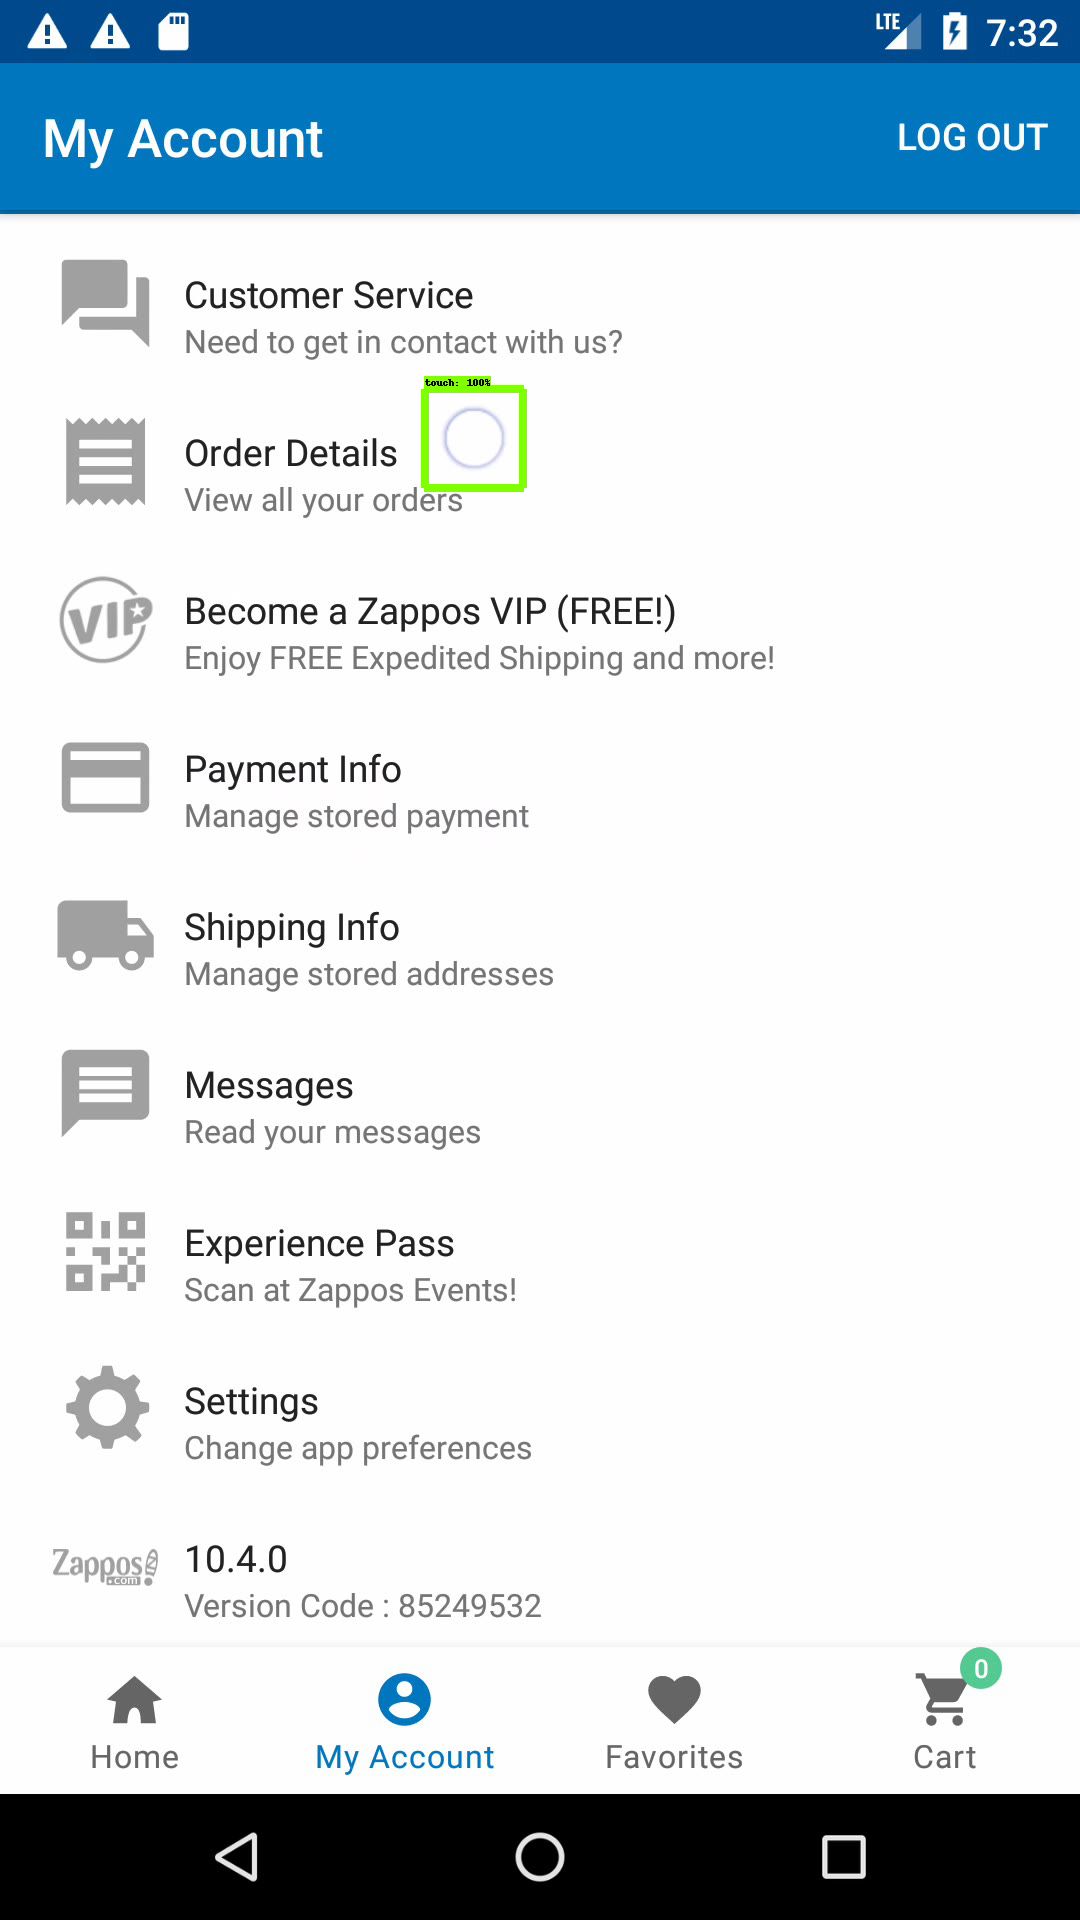 LTE 7:32
My Account LOG OUT
Customer Service
Need to get in contact with us?
touch: 100%
Order Details
View all your orders
VIP
Become a Zappos VIP (FREE!)
Enjoy FREE Expedited Shipping and more!
Payment Info
Manage stored payment
Shipping Info
Manage stored addresses
Messages
Read your messages
Experience Pass
Scan at Zappos Events!
Settings
Change app preferences
Zappos
.com
10.4.0
Version Code : 85249532
0
Home My Account Favorites Cart